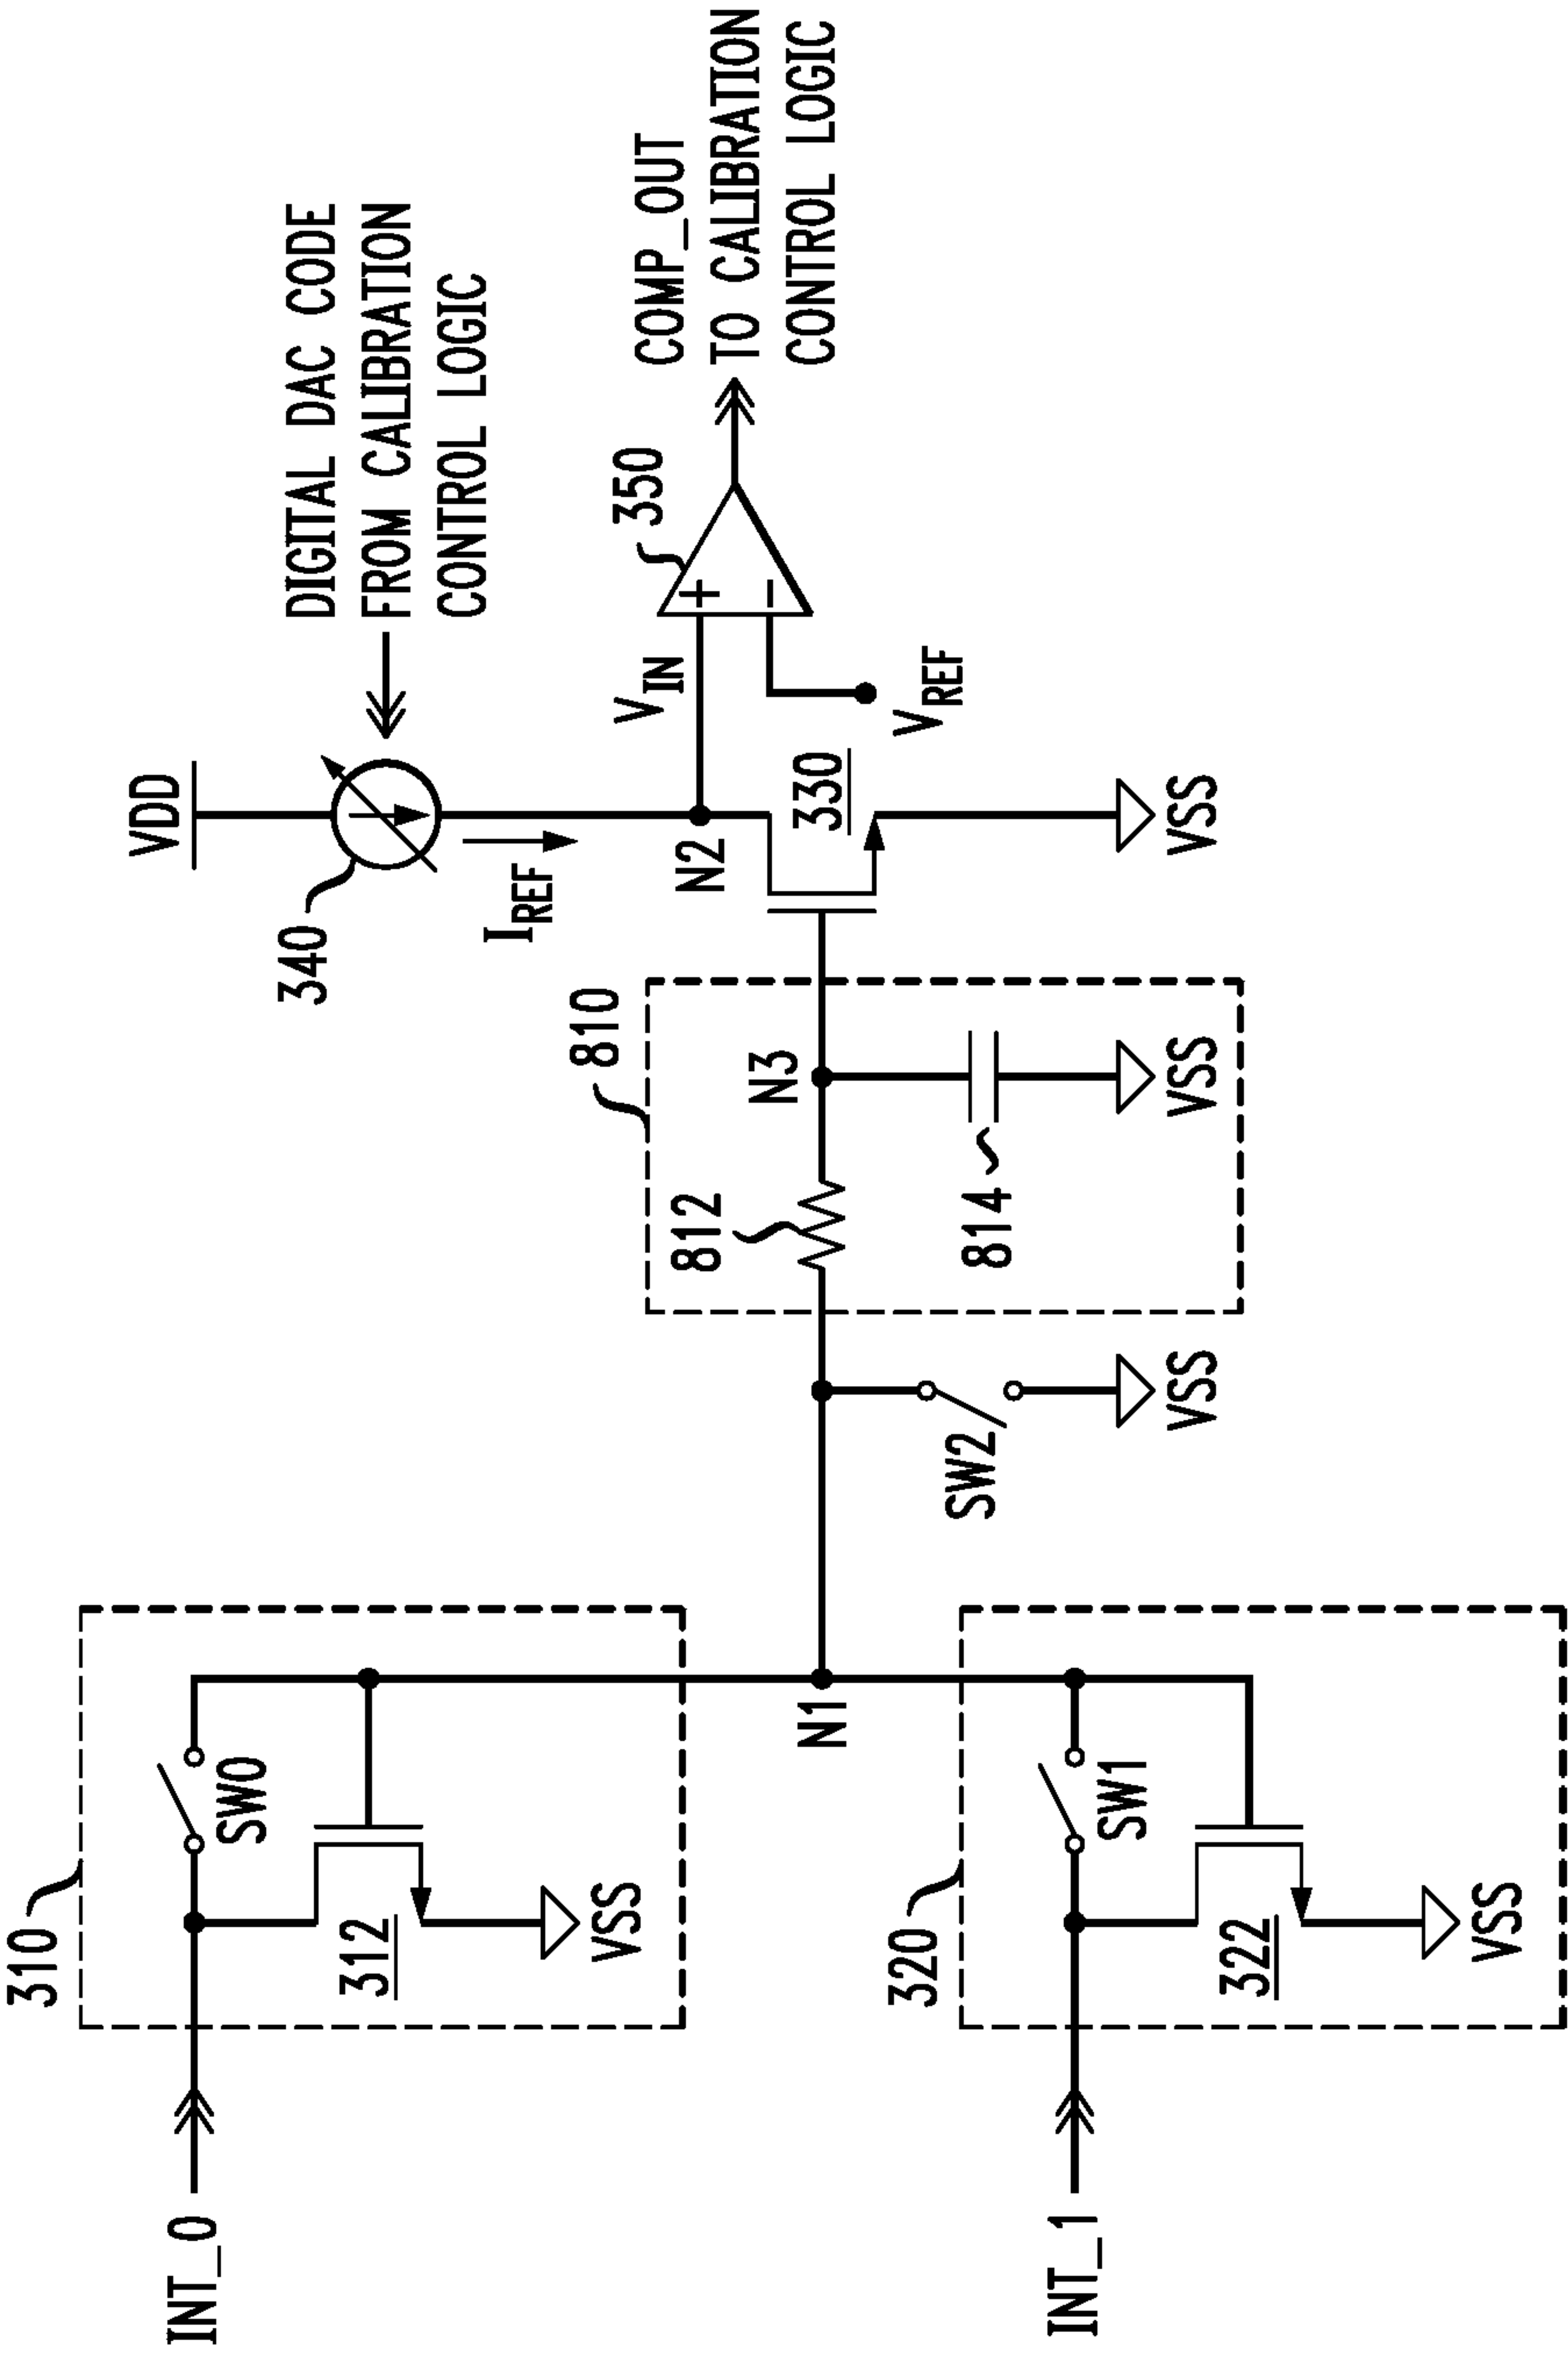 VDD
340
DIGITAL DAC CODE
FROM CALIBRATION
CONTROL LOGIC
I_REF
310
INT_0
SW0
312
VSS
810
812
N3
814
VSS
N2
V_IN
350
COMP_OUT
TO CALIBRATION
CONTROL LOGIC
330
V_REF
VSS
N1
SW2
VSS
320
INT_1
SW1
322
VSS